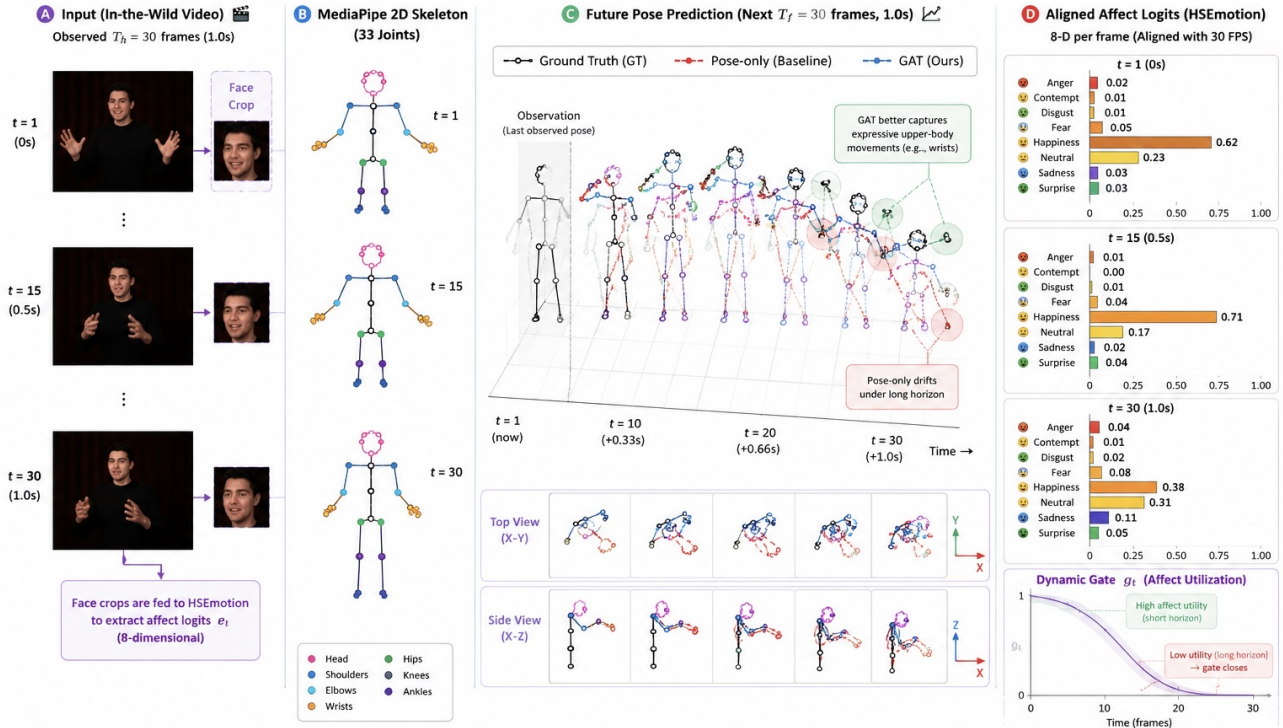 A Input (In-the-Wild Video)
Observed T_h = 30 frames (1.0s)
t = 1
(0s)
Face
Crop
t = 15
(0.5s)
t = 30
(1.0s)
Face crops are fed to HSEmotion
to extract affect logits e_t
(8-dimensional)
B MediaPipe 2D Skeleton
(33 Joints)
t = 1
t = 15
t = 30
Head
Shoulders
Elbows
Wrists
Hips
Knees
Ankles
C Future Pose Prediction (Next T_f = 30 frames, 1.0s)
Ground Truth (GT)
Pose-only (Baseline)
GAT (Ours)
Observation
(Last observed pose)
GAT better captures
expressive upper-body
movements (e.g., wrists)
Pose-only drifts
under long horizon
t = 1
(now)
t = 10
(+0.33s)
t = 20
(+0.66s)
t = 30
(+1.0s)
Time →
Top View
(X-Y)
Y
X
Side View
(X-Z)
Z
X
D Aligned Affect Logits (HSEmotion)
8-D per frame (Aligned with 30 FPS)
t = 1 (0s)
Anger 0.02
Contempt 0.01
Disgust 0.01
Fear 0.05
Happiness 0.62
Neutral 0.23
Sadness 0.03
Surprise 0.03
0 0.25 0.50 0.75 1.00
t = 15 (0.5s)
Anger 0.01
Contempt 0.00
Disgust 0.01
Fear 0.04
Happiness 0.71
Neutral 0.17
Sadness 0.02
Surprise 0.04
0 0.25 0.50 0.75 1.00
t = 30 (1.0s)
Anger 0.04
Contempt 0.01
Disgust 0.02
Fear 0.08
Happiness 0.38
Neutral 0.31
Sadness 0.11
Surprise 0.05
0 0.25 0.50 0.75 1.00
Dynamic Gate g_t (Affect Utilization)
1
High affect utility
(short horizon)
g_t
Low utility (long horizon)
→ gate closes
0
0 10 20 30
Time (frames)